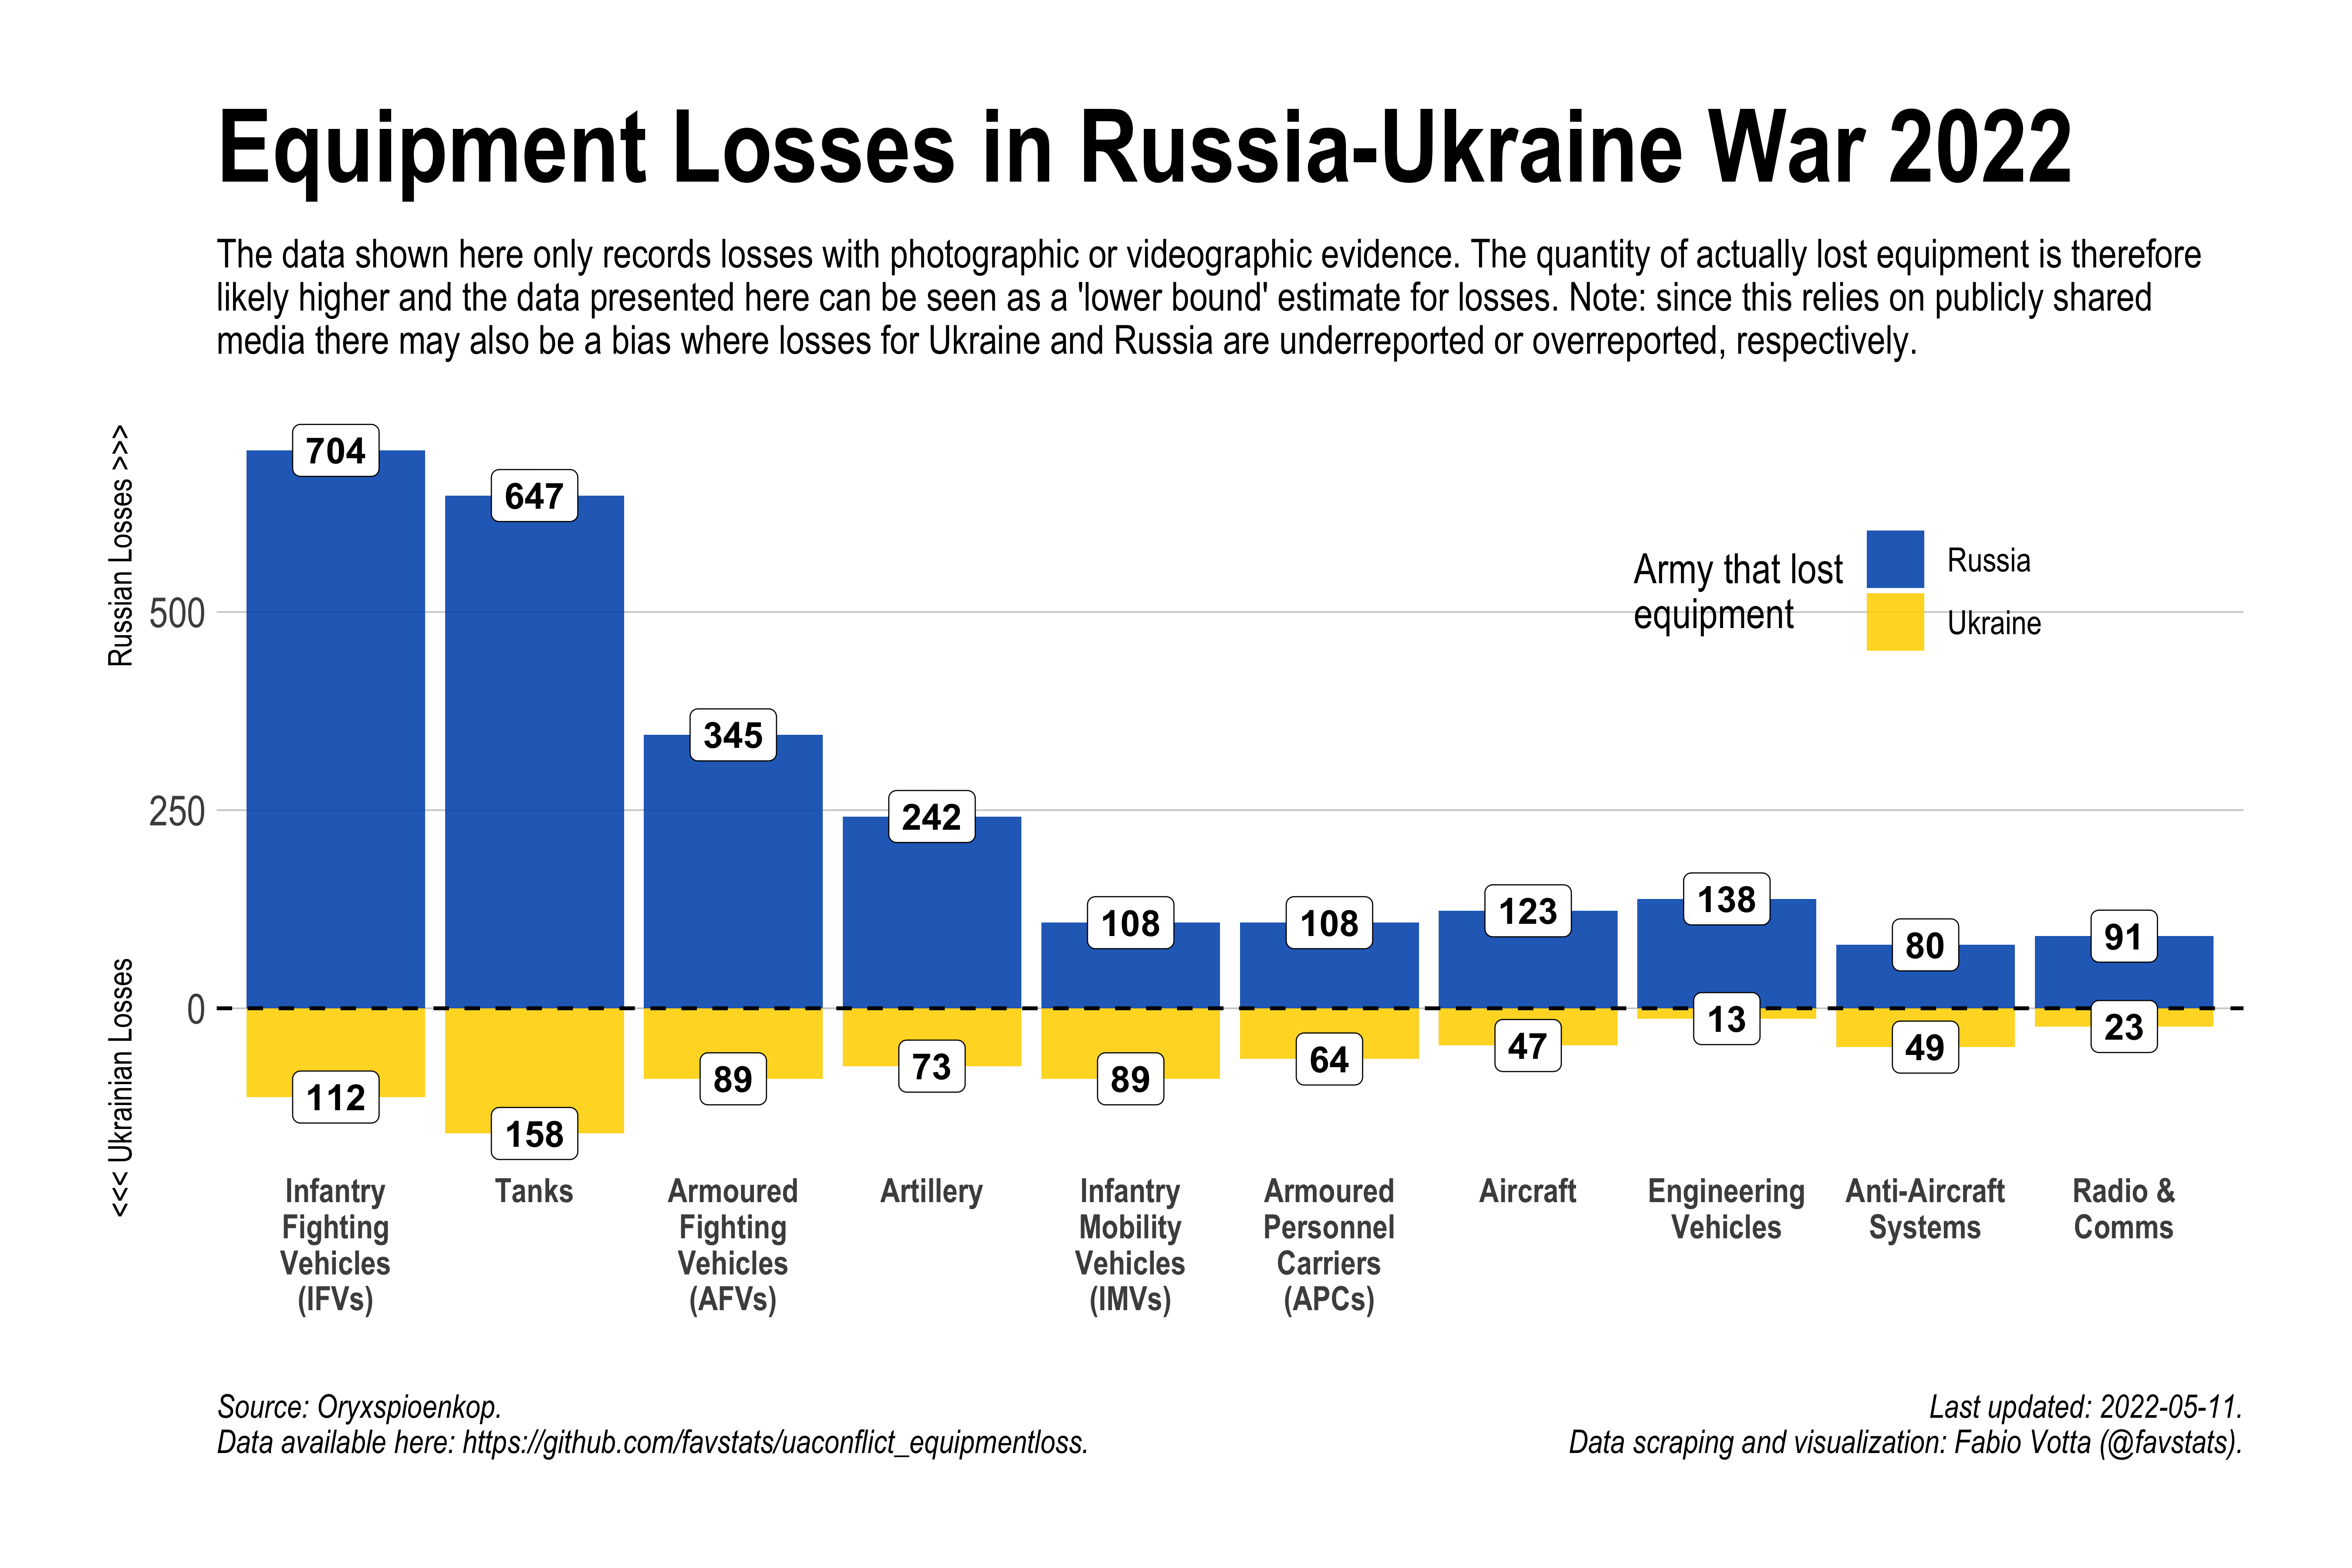 Equipment Losses in Russia-Ukraine War 2022
The data shown here only records losses with photographic or videographic evidence. The quantity of actually lost equipment is therefore
likely higher and the data presented here can be seen as a 'lower bound' estimate for losses. Note: since this relies on publicly shared
media there may also be a bias where losses for Ukraine and Russia are underreported or overreported, respectively.
Russian Losses >>>
<<< Ukrainian Losses
500
250
0
Army that lost
equipment
Russia
Ukraine
704
647
345
242
108
108
123
138
80
91
112
158
89
73
89
64
47
13
49
23
Infantry
Fighting
Vehicles
(IFVs)
Tanks
Armoured
Fighting
Vehicles
(AFVs)
Artillery
Infantry
Mobility
Vehicles
(IMVs)
Armoured
Personnel
Carriers
(APCs)
Aircraft
Engineering
Vehicles
Anti-Aircraft
Systems
Radio &
Comms
Source: Oryxspioenkop.
Data available here: https://github.com/favstats/uaconflict_equipmentloss.
Last updated: 2022-05-11.
Data scraping and visualization: Fabio Votta (@favstats).